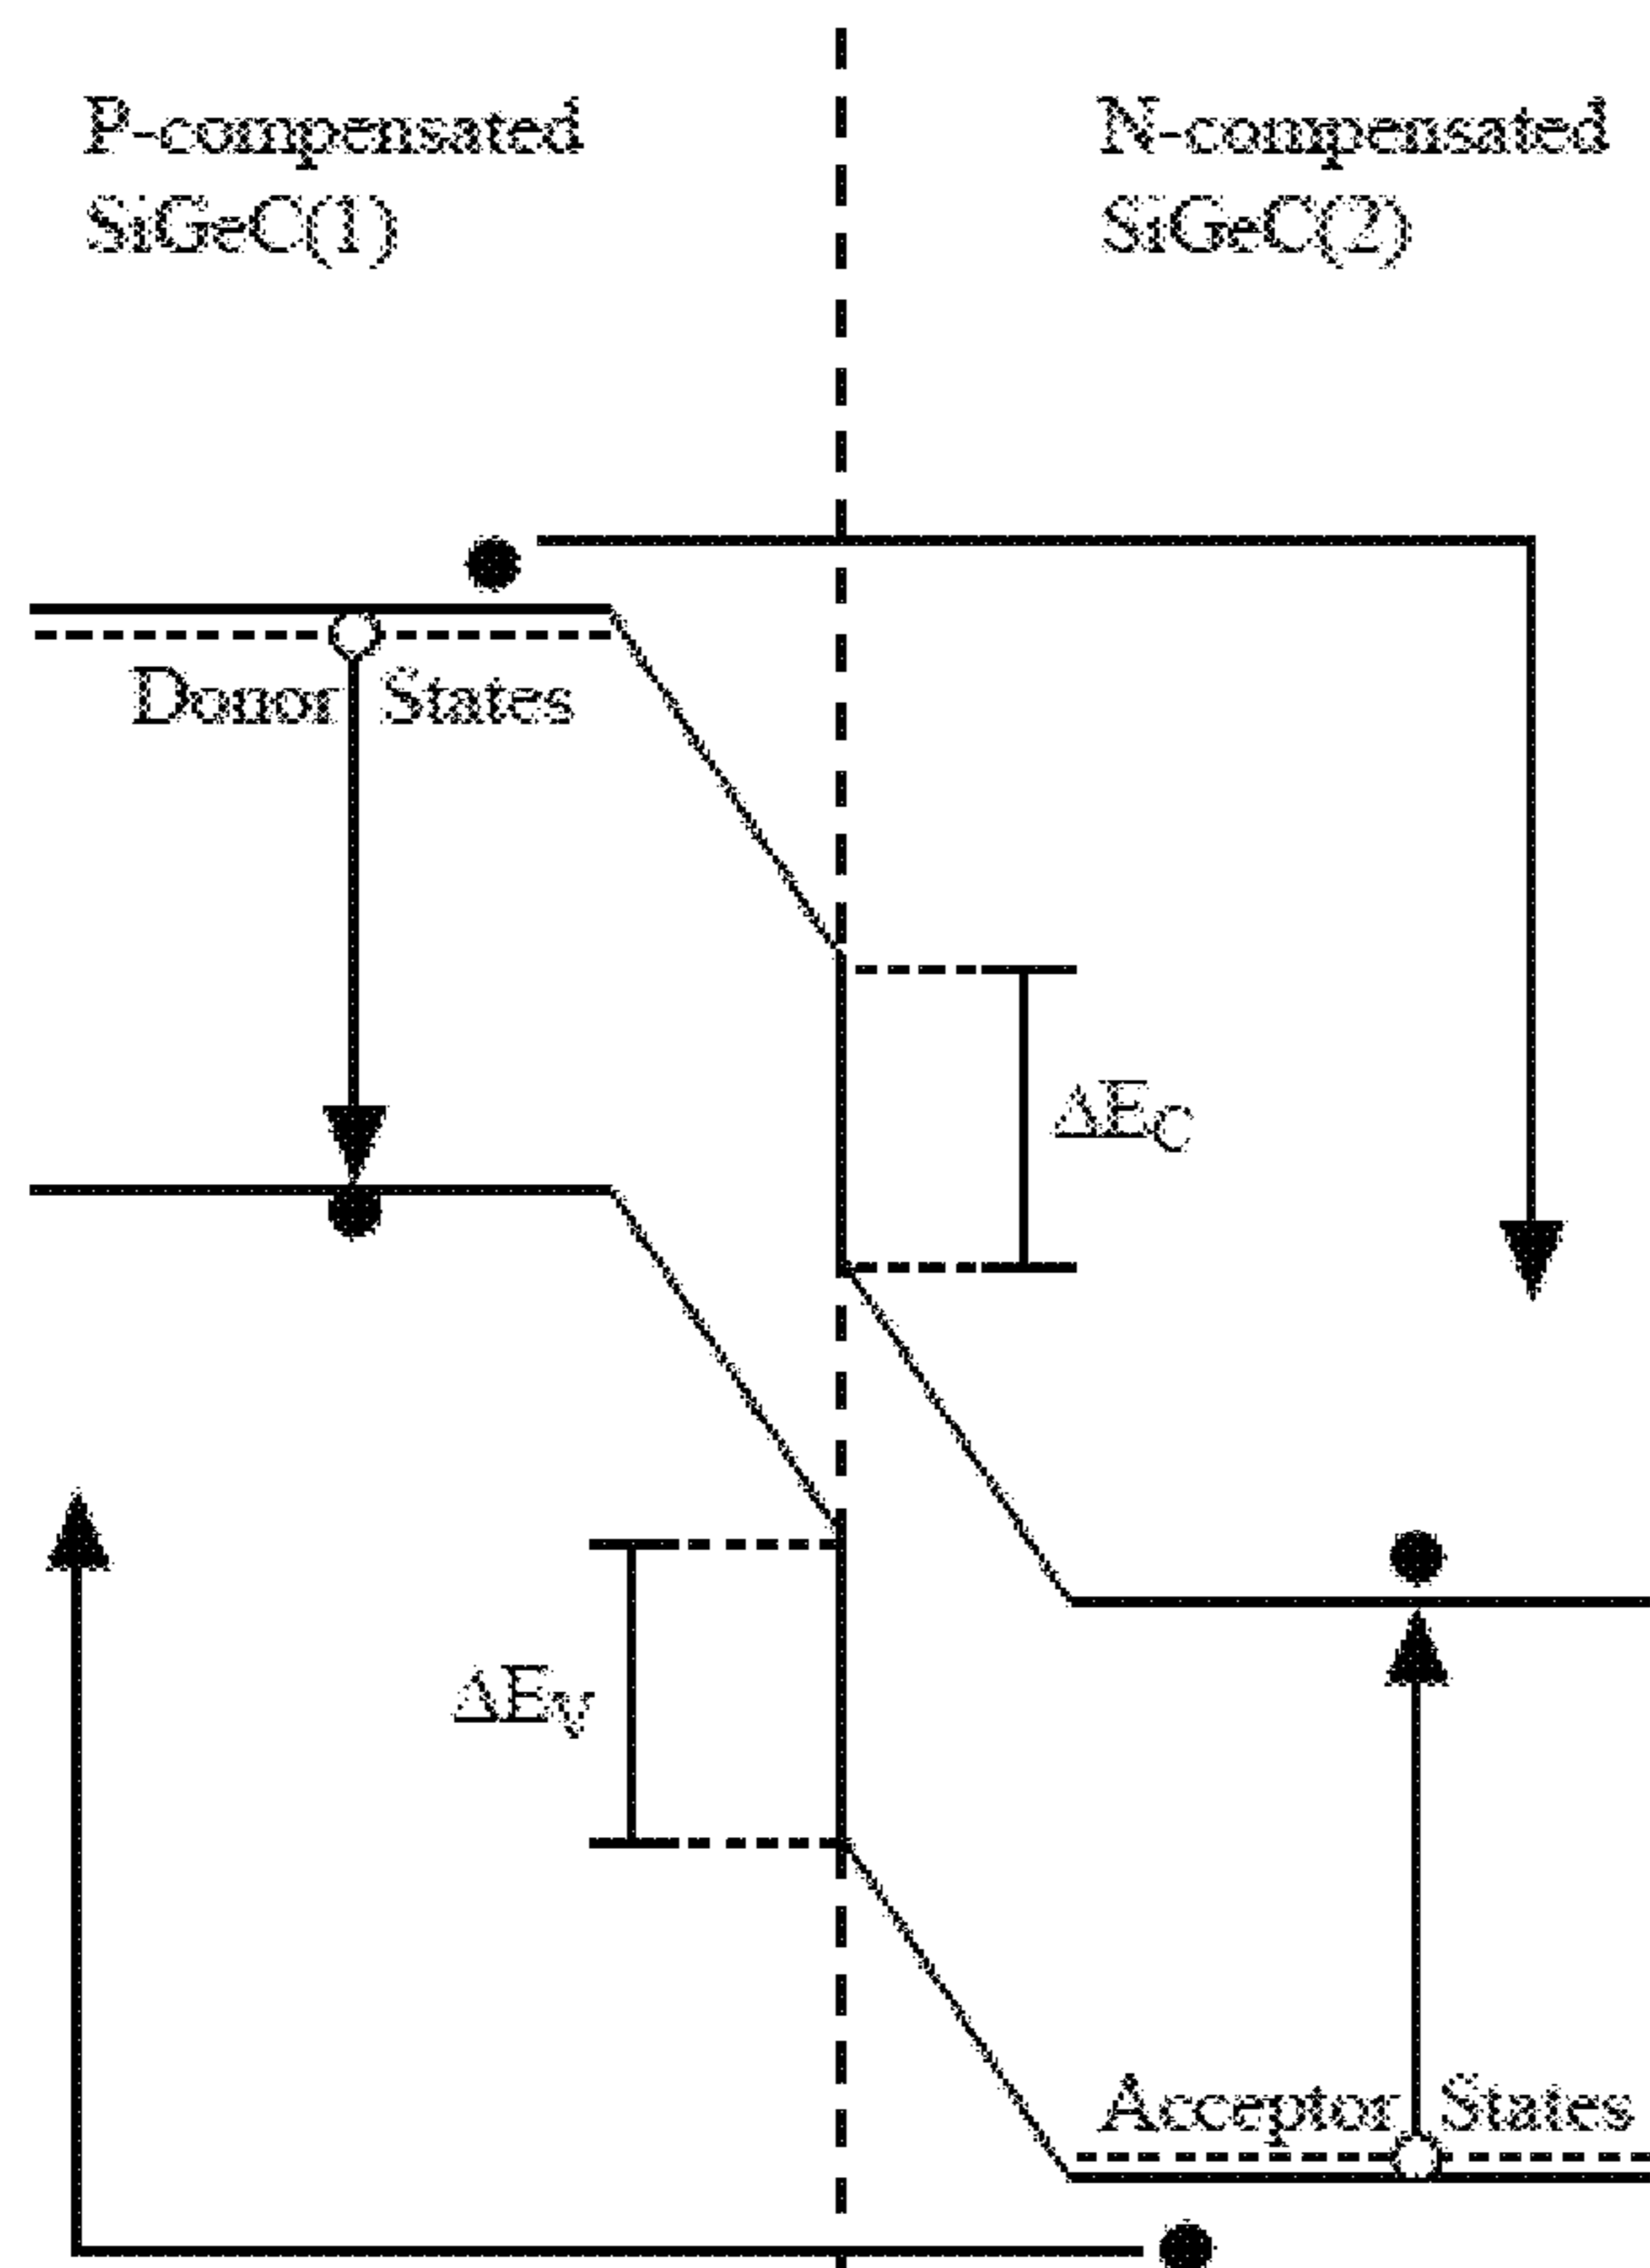 P-compensated
SiGeC(1)
N-compensated
SiGeC(2)
Donor States
ΔEC
ΔEV
Acceptor States